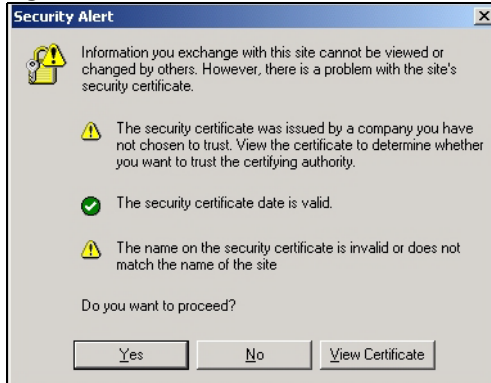 Security Alert
Information you exchange with this site cannot be viewed or
changed by others. However, there is a problem with the site's
security certificate.
The security certificate was issued by a company you have
not chosen to trust. View the certificate to determine whether
you want to trust the certifying authority.
The security certificate date is valid.
The name on the security certificate is invalid or does not
match the name of the site
Do you want to proceed?
Yes No View Certificate